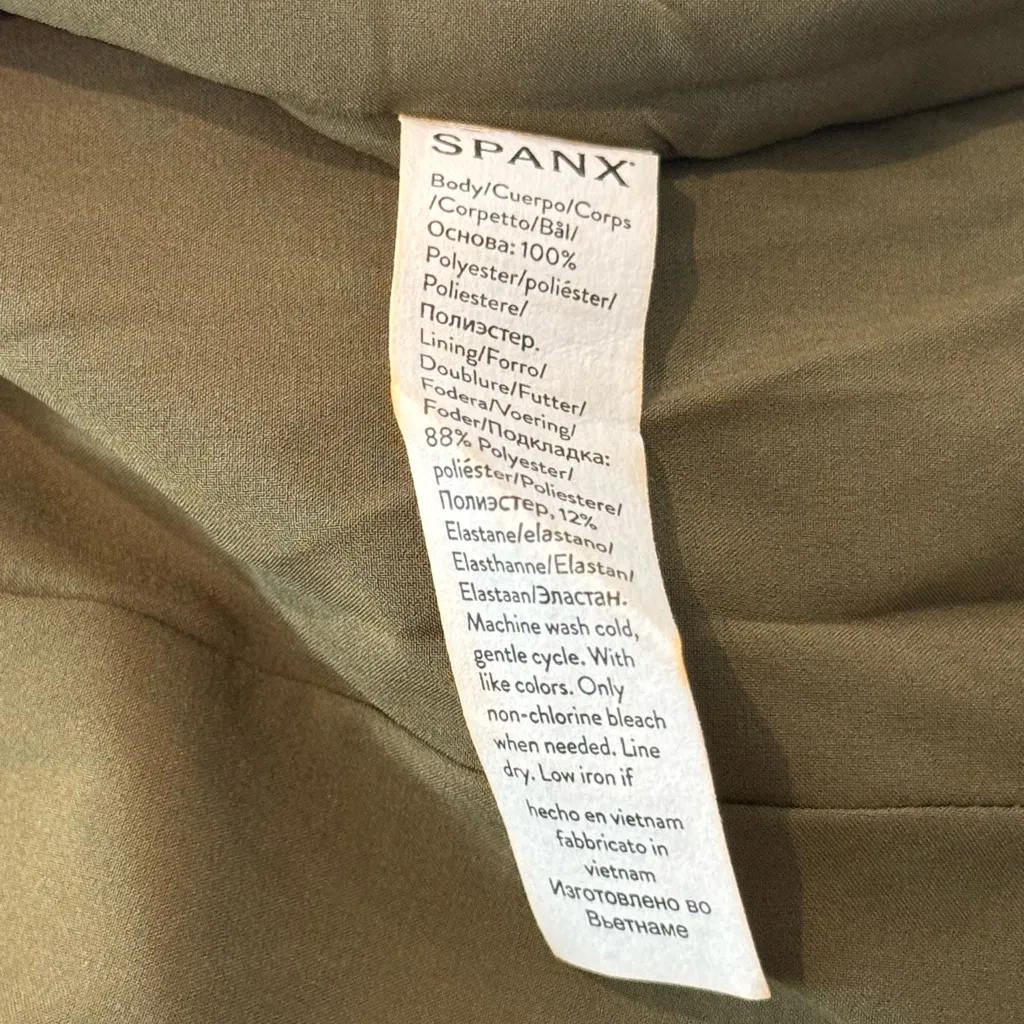 SPANX
Body/Cuerpo/Corps
/Corpetto/Bål/
Основа: 100%
Polyester/poliéster/
Poliestere/
Полиэстер.
Lining/Forro/
Doublure/Futter/
Fodera/Voering/
Foder/Подкладка:
88% Polyester/
poliéster/Poliestere/
Полиэстер, 12%
Elastane/elastano/
Elasthanne/Elastan/
Elastaan/Эластан.
Machine wash cold,
gentle cycle. With
like colors. Only
non-chlorine bleach
when needed. Line
dry. Low iron if
hecho en vietnam
fabbricato in
vietnam
Изготовлено во
Вьетнаме